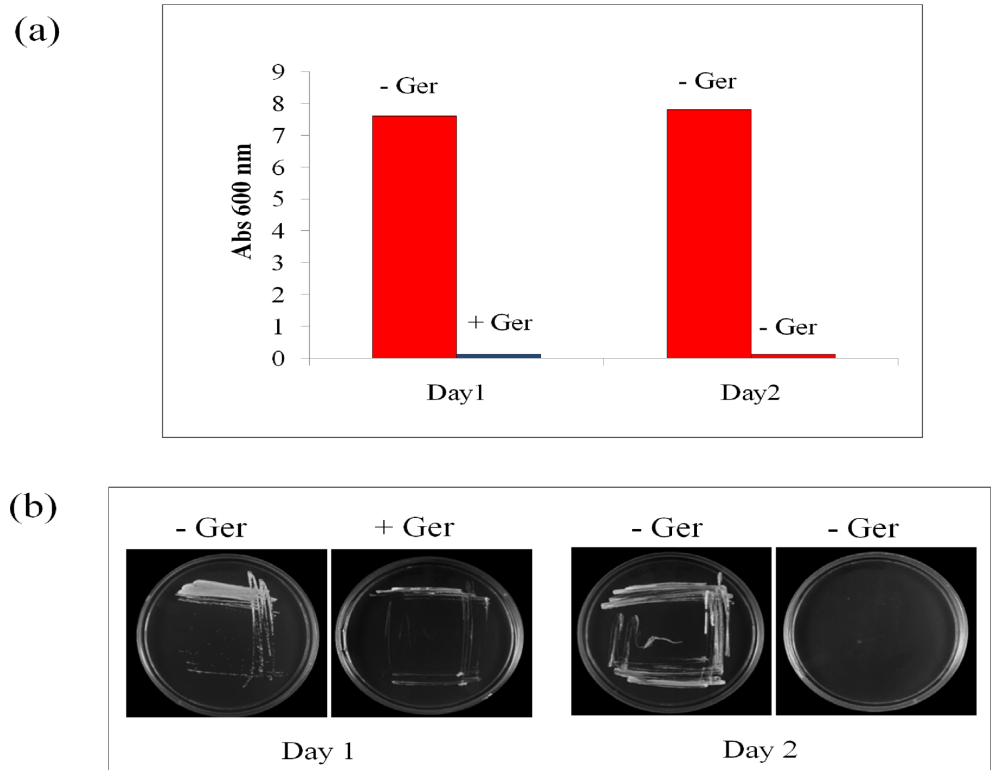 (a)
9
8
7
6
5
4
3
2
1
0
Abs 600 nm
- Ger
+ Ger
- Ger
- Ger
Day1
Day2
(b)
- Ger
+ Ger
- Ger
- Ger
Day 1
Day 2